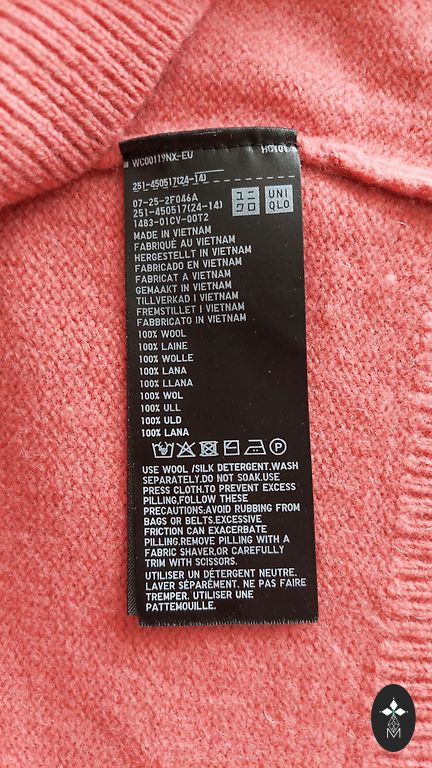 WC00119NX-EU
251-450517(24-14)
07-25-2F046A
251-450517(24-14)
1483-01CV-00T2
ユニ
クロ
UNI
QLO
MADE IN VIETNAM
FABRIQUÉ AU VIETNAM
HERGESTELLT IN VIETNAM
FABRICADO EN VIETNAM
FABRICAT A VIETNAM
GEMAAKT IN VIETNAM
TILLVERKAD I VIETNAM
FREMSTILLET I VIETNAM
FABBRICATO IN VIETNAM
100% WOOL
100% LAINE
100% WOLLE
100% LANA
100% LLANA
100% WOL
100% ULL
100% ULD
100% LANA
P
USE WOOL /SILK DETERGENT.WASH
SEPARATELY.DO NOT SOAK.USE
PRESS CLOTH.TO PREVENT EXCESS
PILLING,FOLLOW THESE
PRECAUTIONS:AVOID RUBBING FROM
BAGS OR BELTS.EXCESSIVE
FRICTION CAN EXACERBATE
PILLING.REMOVE PILLING WITH A
FABRIC SHAVER,OR CAREFULLY
TRIM WITH SCISSORS.
UTILISER UN DÉTERGENT NEUTRE.
LAVER SÉPARÉMENT. NE PAS FAIRE
TREMPER. UTILISER UNE
PATTEMOUILLE.
M